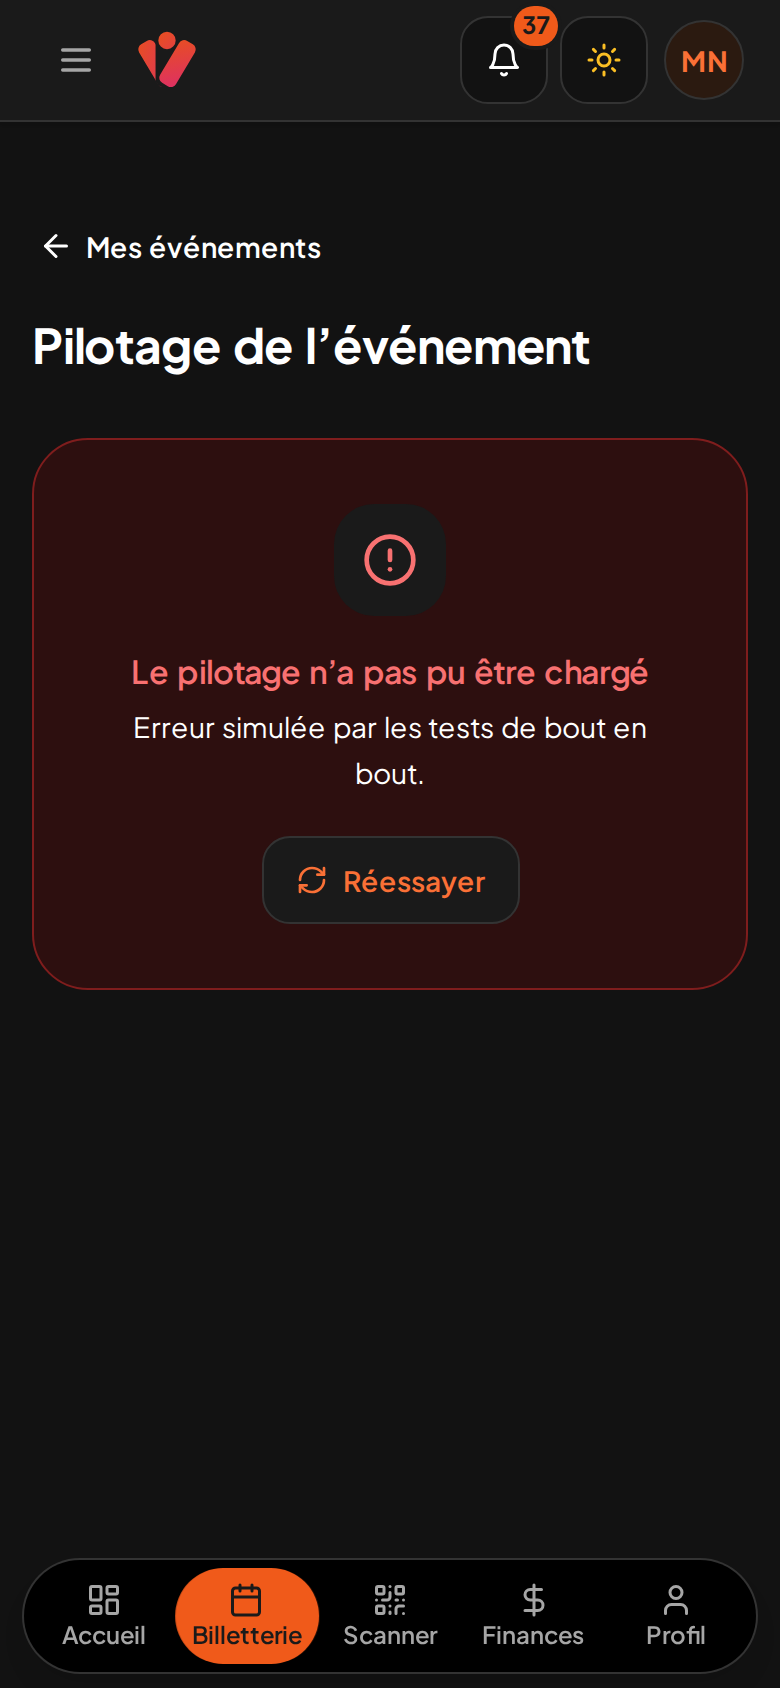 37
MN
Mes événements
Pilotage de l’événement
Le pilotage n’a pas pu être chargé
Erreur simulée par les tests de bout en
bout.
Réessayer
Accueil
Billetterie
Scanner
Finances
Profil